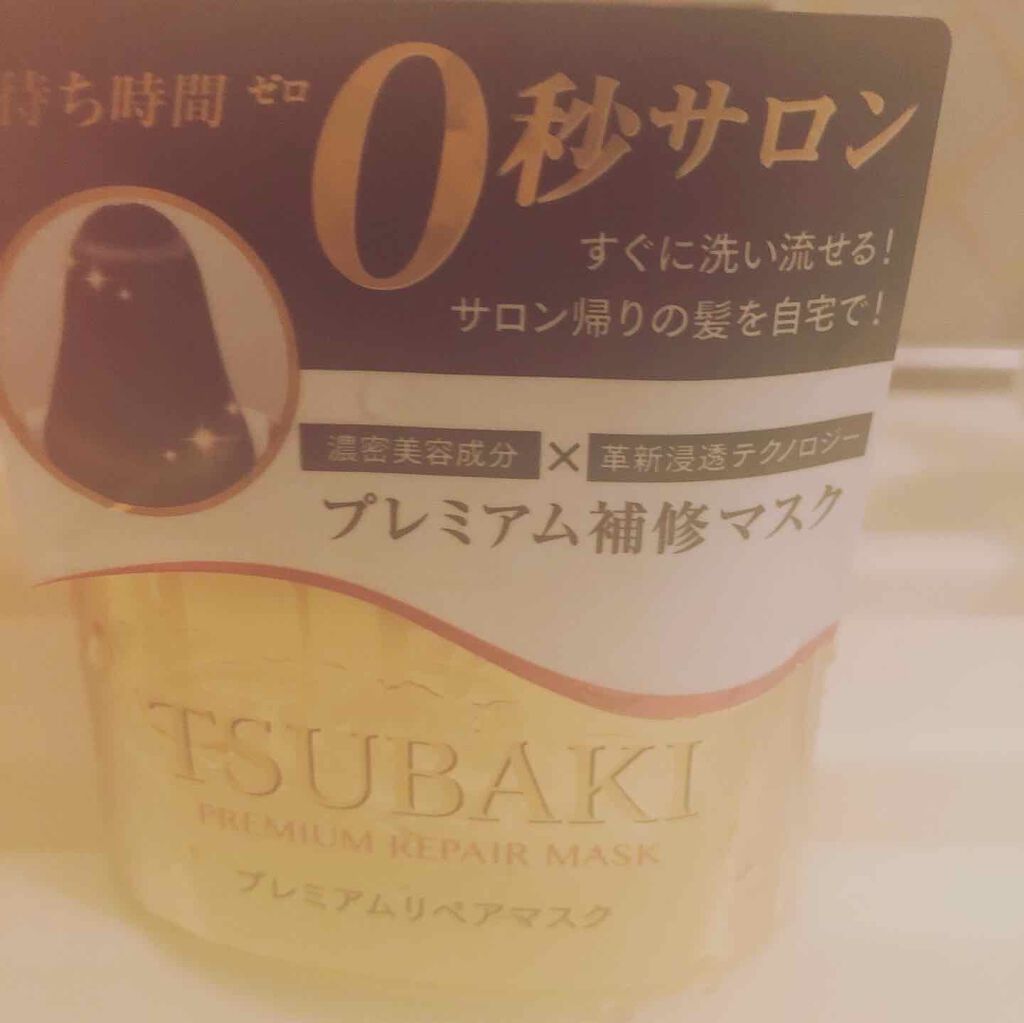 待ち時間 ゼロ 0秒サロン
すぐに洗い流せる!
サロン帰りの髪を自宅で!
濃密美容成分 × 革新浸透テクノロジー
プレミアム補修マスク
TSUBAKI
PREMIUM REPAIR MASK
プレミアムリペアマスク